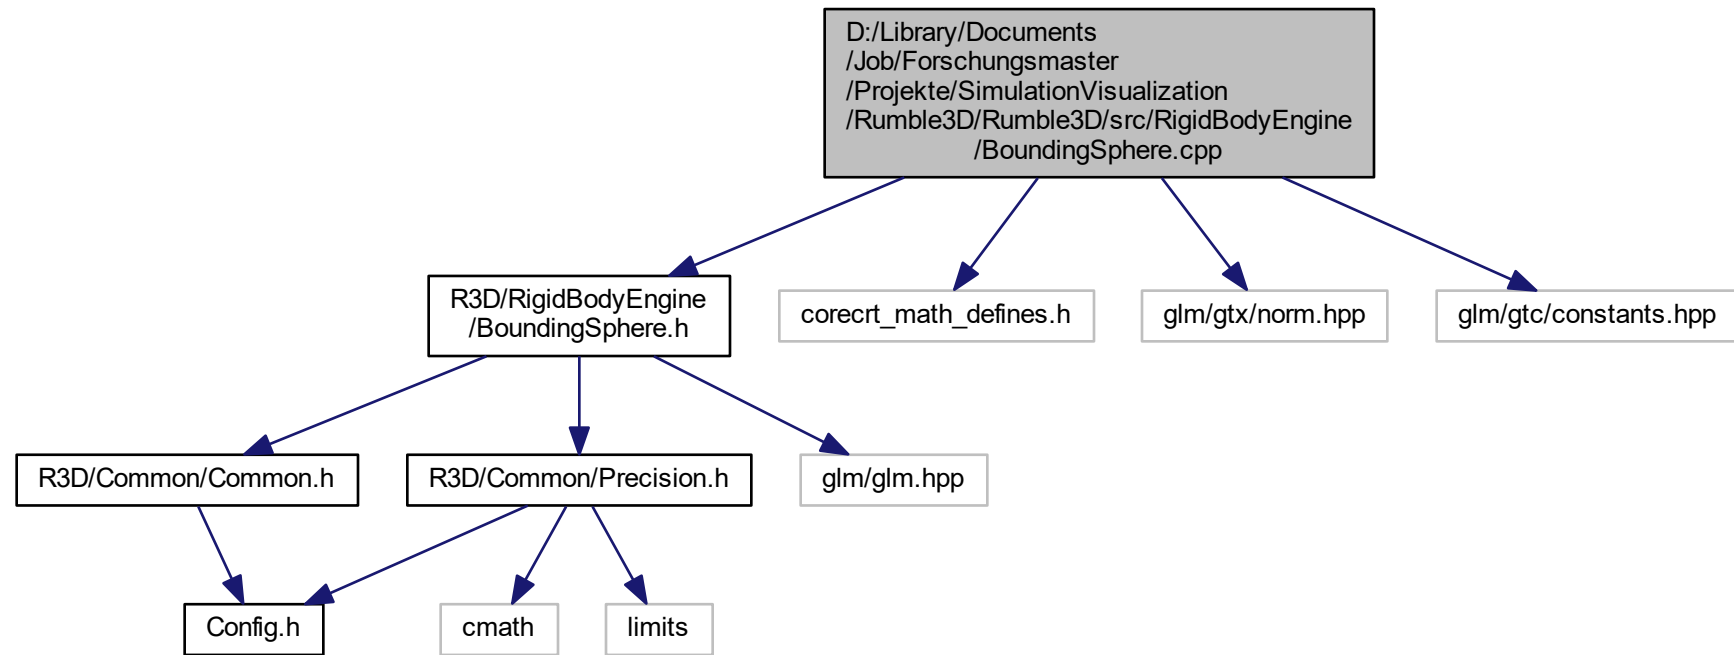 D:/Library/Documents
/Job/Forschungsmaster
/Projekte/SimulationVisualization
/Rumble3D/Rumble3D/src/RigidBodyEngine
/BoundingSphere.cpp
R3D/RigidBodyEngine
/BoundingSphere.h
corecrt_math_defines.h
glm/gtx/norm.hpp
glm/gtc/constants.hpp
R3D/Common/Common.h
R3D/Common/Precision.h
glm/glm.hpp
Config.h
cmath
limits